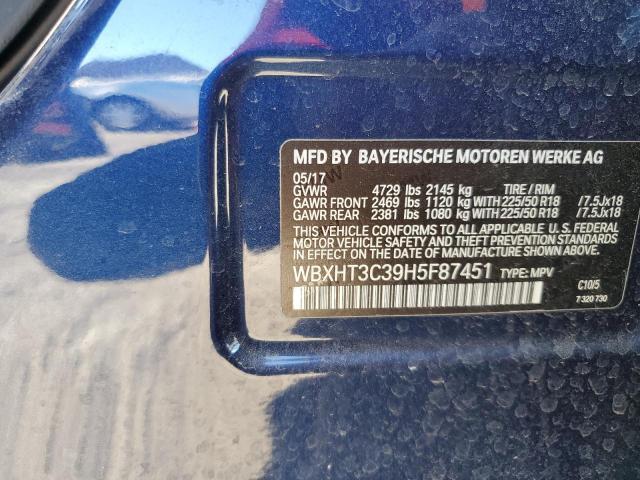 MFD BY BAYERISCHE MOTOREN WERKE AG
05/17
GVWR 4729 lbs 2145 kg TIRE / RIM
GAWR FRONT 2469 lbs 1120 kg WITH 225/50 R18 /7.5Jx18
GAWR REAR 2381 lbs 1080 kg WITH 225/50 R18 /7.5Jx18
THIS VEHICLE CONFORMS TO ALL APPLICABLE U. S. FEDERAL
MOTOR VEHICLE SAFETY, BUMPER, AND THEFT PREVENTION
STANDARDS IN EFFECT ON THE DATE OF MANUFACTURE SHOWN ABOVE.
WBXHT3C39H5F87451 TYPE: MPV
C10/5
7 320 730